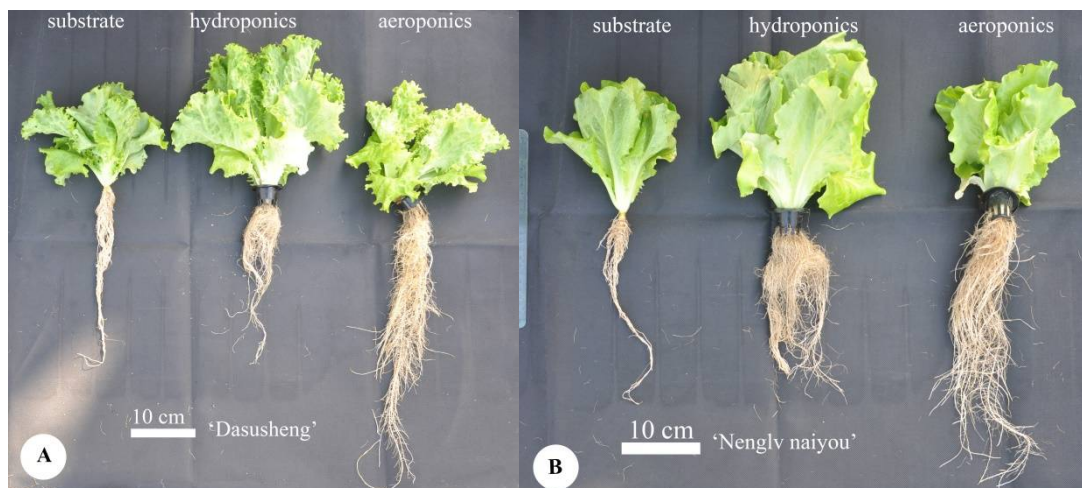 substrate hydroponics aeroponics
10 cm
‘Dasusheng’
A
substrate hydroponics aeroponics
10 cm
‘Nenglv naiyou’
B